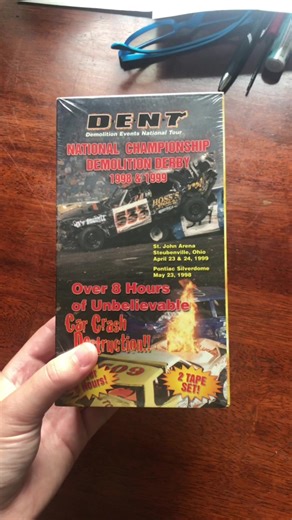 DENT
Demolition Events National Tour
NATIONAL CHAMPIONSHIP
DEMOLITION DERBY
1998 & 1999
533
St. John Arena
Steubenville, Ohio
April 23 & 24, 1999
Pontiac Silverdome
May 23, 1998
Over 8 Hours
of Unbelievable
Car Crash
Destruction!!
Hours!
2 TAPE
SET!